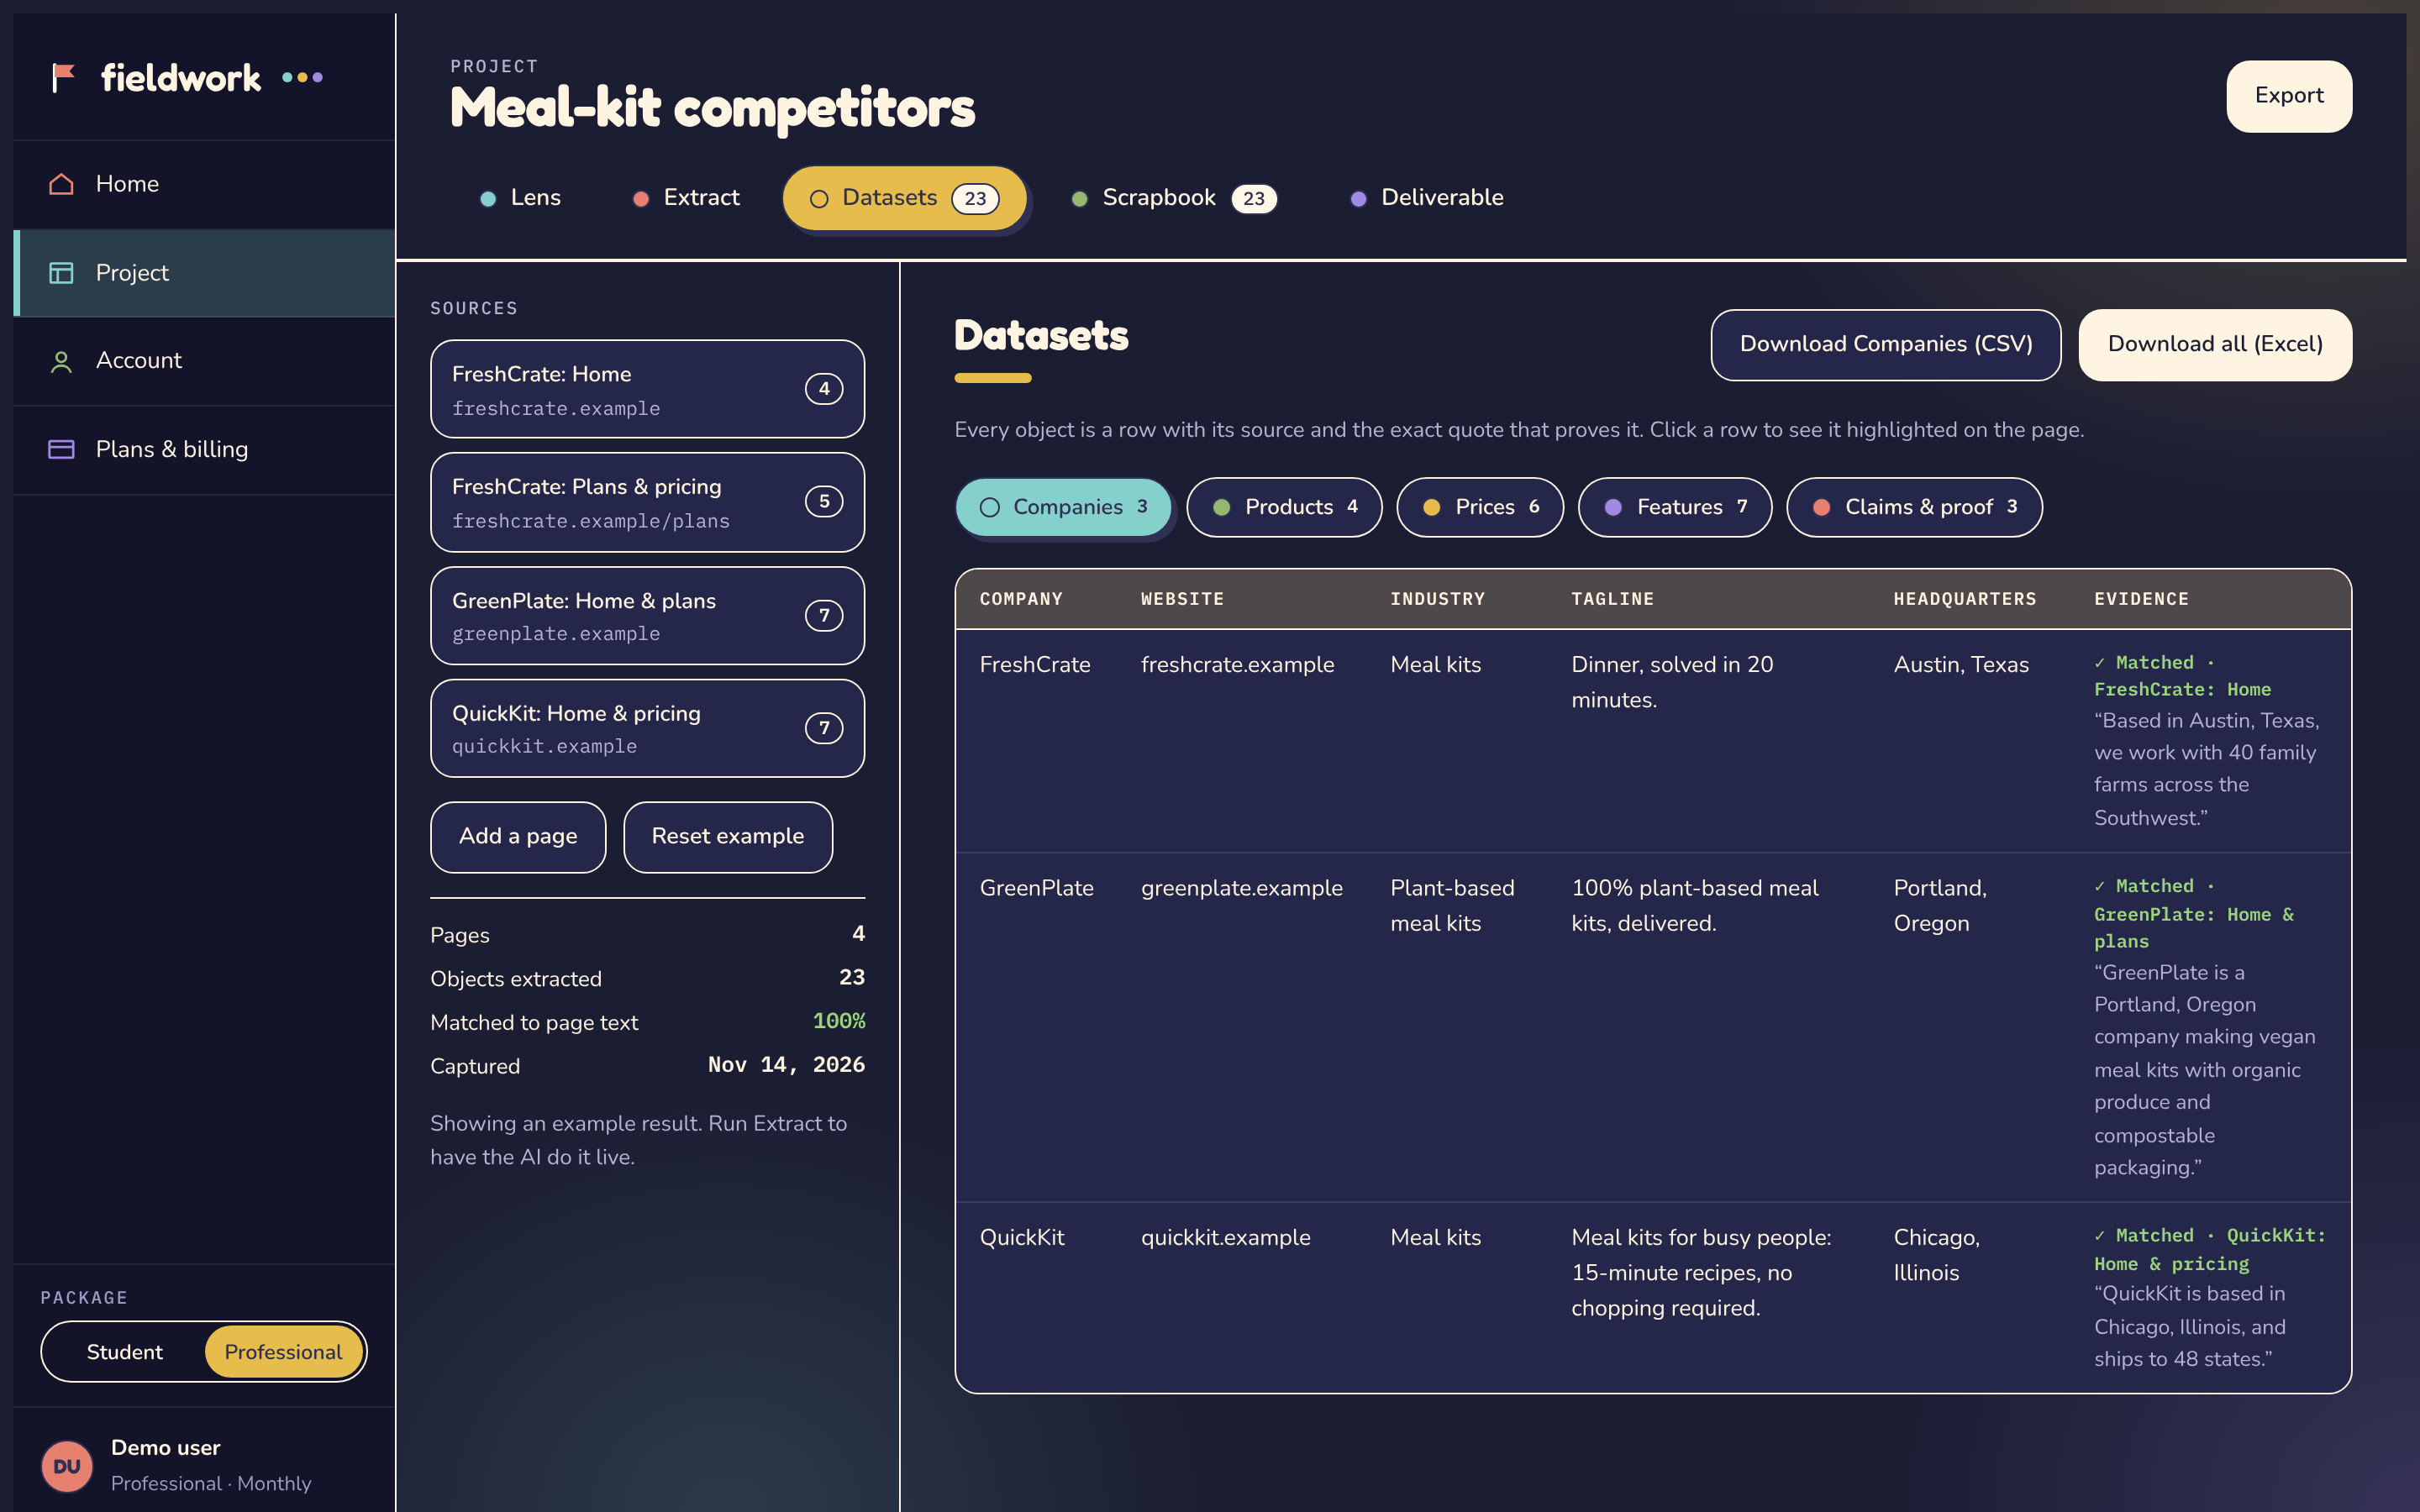 fieldwork
Home
Project
Account
Plans & billing
PACKAGE
Student
Professional
DU
Demo user
Professional · Monthly
PROJECT
Meal-kit competitors
Export
Lens
Extract
Datasets 23
Scrapbook 23
Deliverable
SOURCES
FreshCrate: Home
freshcrate.example
4
FreshCrate: Plans & pricing
freshcrate.example/plans
5
GreenPlate: Home & plans
greenplate.example
7
QuickKit: Home & pricing
quickkit.example
7
Add a page
Reset example
Pages 4
Objects extracted 23
Matched to page text 100%
Captured Nov 14, 2026
Showing an example result. Run Extract to
have the AI do it live.
Datasets
Download Companies (CSV)
Download all (Excel)
Every object is a row with its source and the exact quote that proves it. Click a row to see it highlighted on the page.
Companies 3
Products 4
Prices 6
Features 7
Claims & proof 3
COMPANY
WEBSITE
INDUSTRY
TAGLINE
HEADQUARTERS
EVIDENCE
FreshCrate
freshcrate.example
Meal kits
Dinner, solved in 20
minutes.
Austin, Texas
✓ Matched ·
FreshCrate: Home
“Based in Austin, Texas,
we work with 40 family
farms across the
Southwest.”
GreenPlate
greenplate.example
Plant-based
meal kits
100% plant-based meal
kits, delivered.
Portland,
Oregon
✓ Matched ·
GreenPlate: Home &
plans
“GreenPlate is a
Portland, Oregon
company making vegan
meal kits with organic
produce and
compostable
packaging.”
QuickKit
quickkit.example
Meal kits
Meal kits for busy people:
15-minute recipes, no
chopping required.
Chicago,
Illinois
✓ Matched · QuickKit:
Home & pricing
“QuickKit is based in
Chicago, Illinois, and
ships to 48 states.”